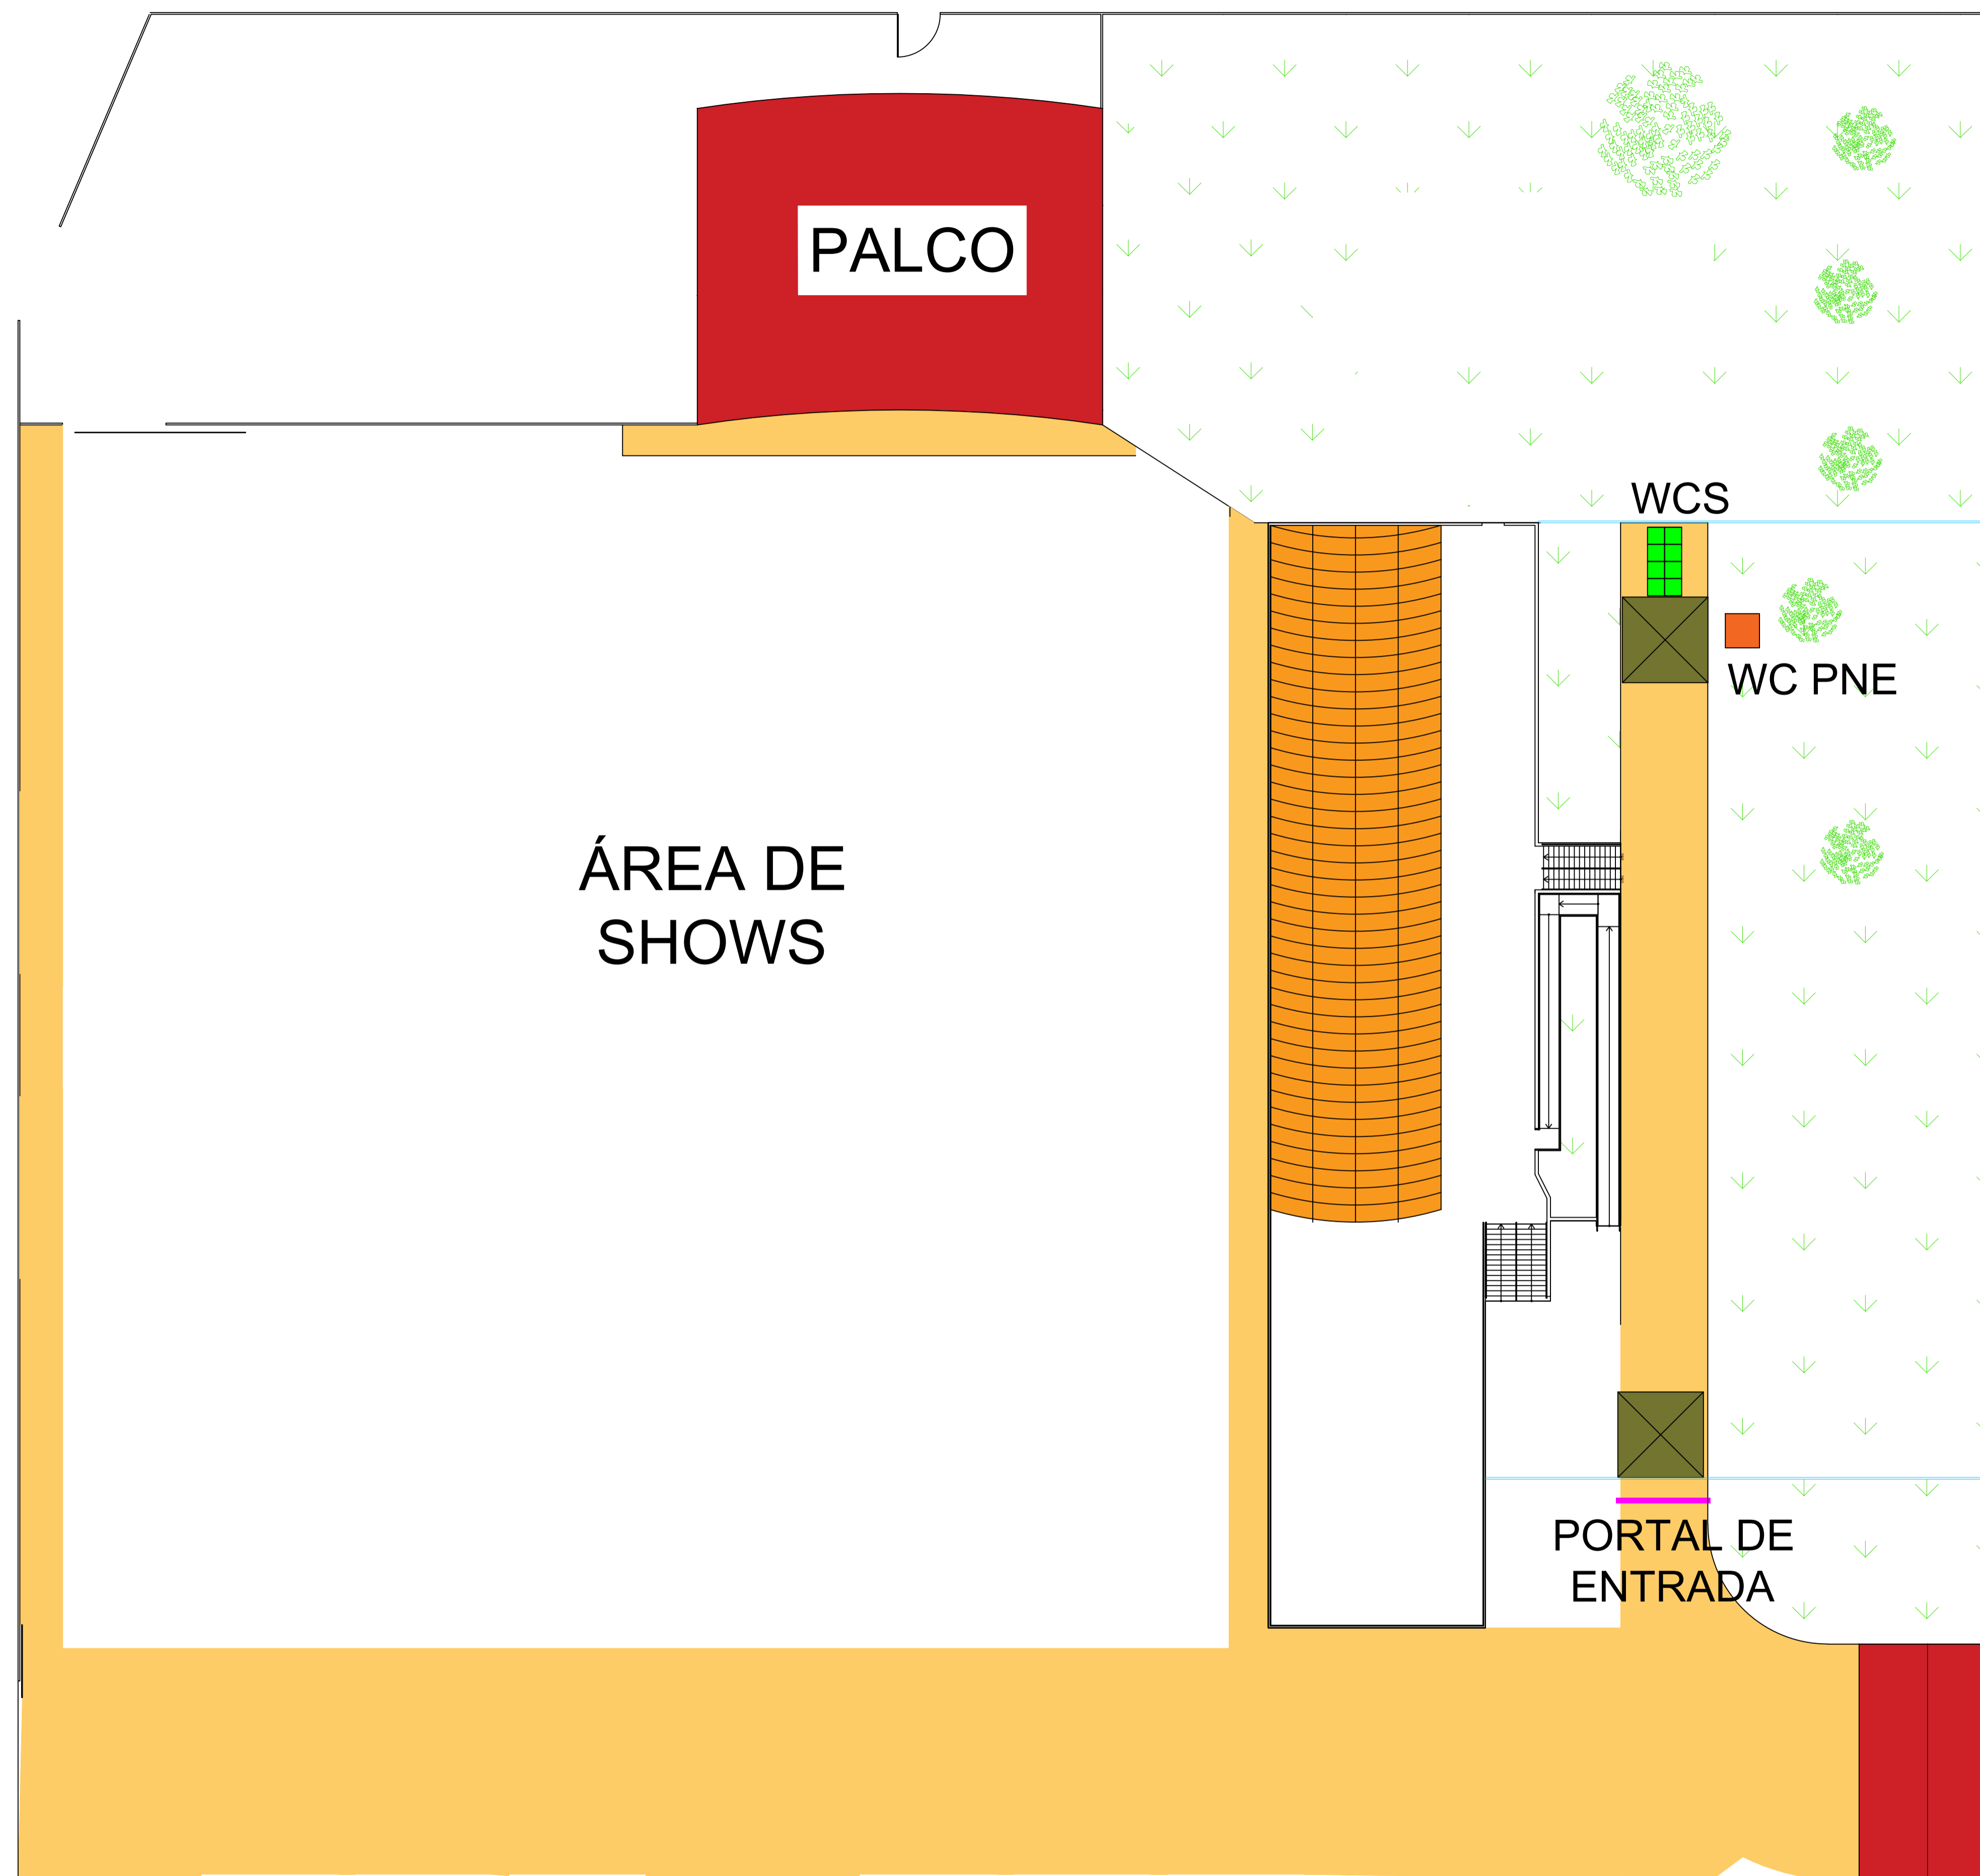 PALCO
WCS
WC PNE
ÁREA DE
SHOWS
PORTAL DE
ENTRADA